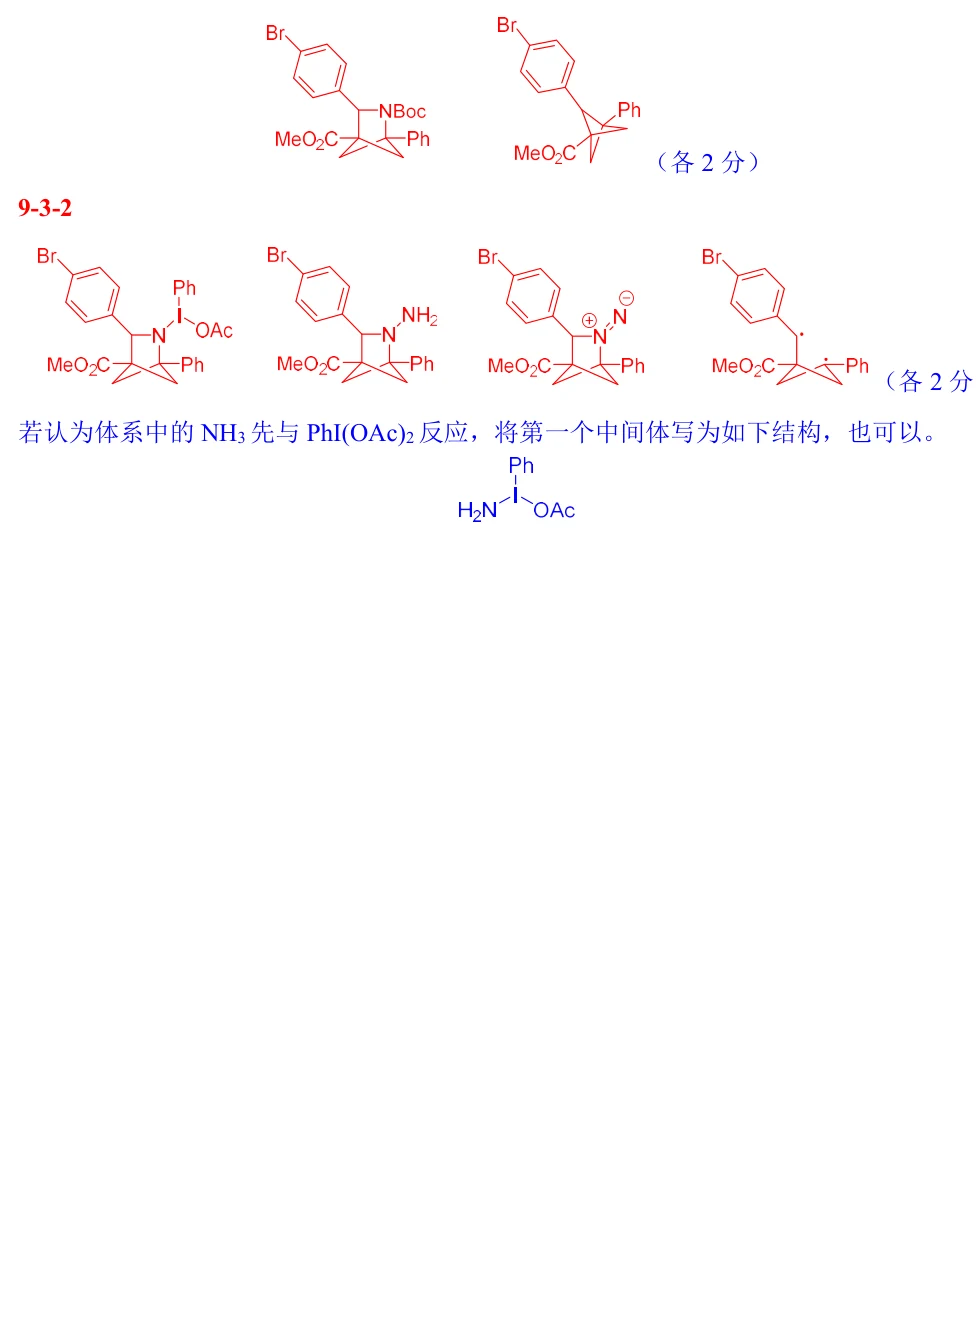 Br
Br
NBoc
Ph
MeO₂C
Ph
MeO₂C
（各 2 分）
9-3-2
Br
Br
Br
Br
Ph
I
OAc
N
NH₂
N
⊖
N
⊕
N
MeO₂C
Ph
MeO₂C
Ph
MeO₂C
Ph
MeO₂C
Ph
（各 2 分
若认为体系中的 NH₃ 先与 PhI(OAc)₂ 反应，将第一个中间体写为如下结构，也可以。
Ph
I
H₂N
OAc